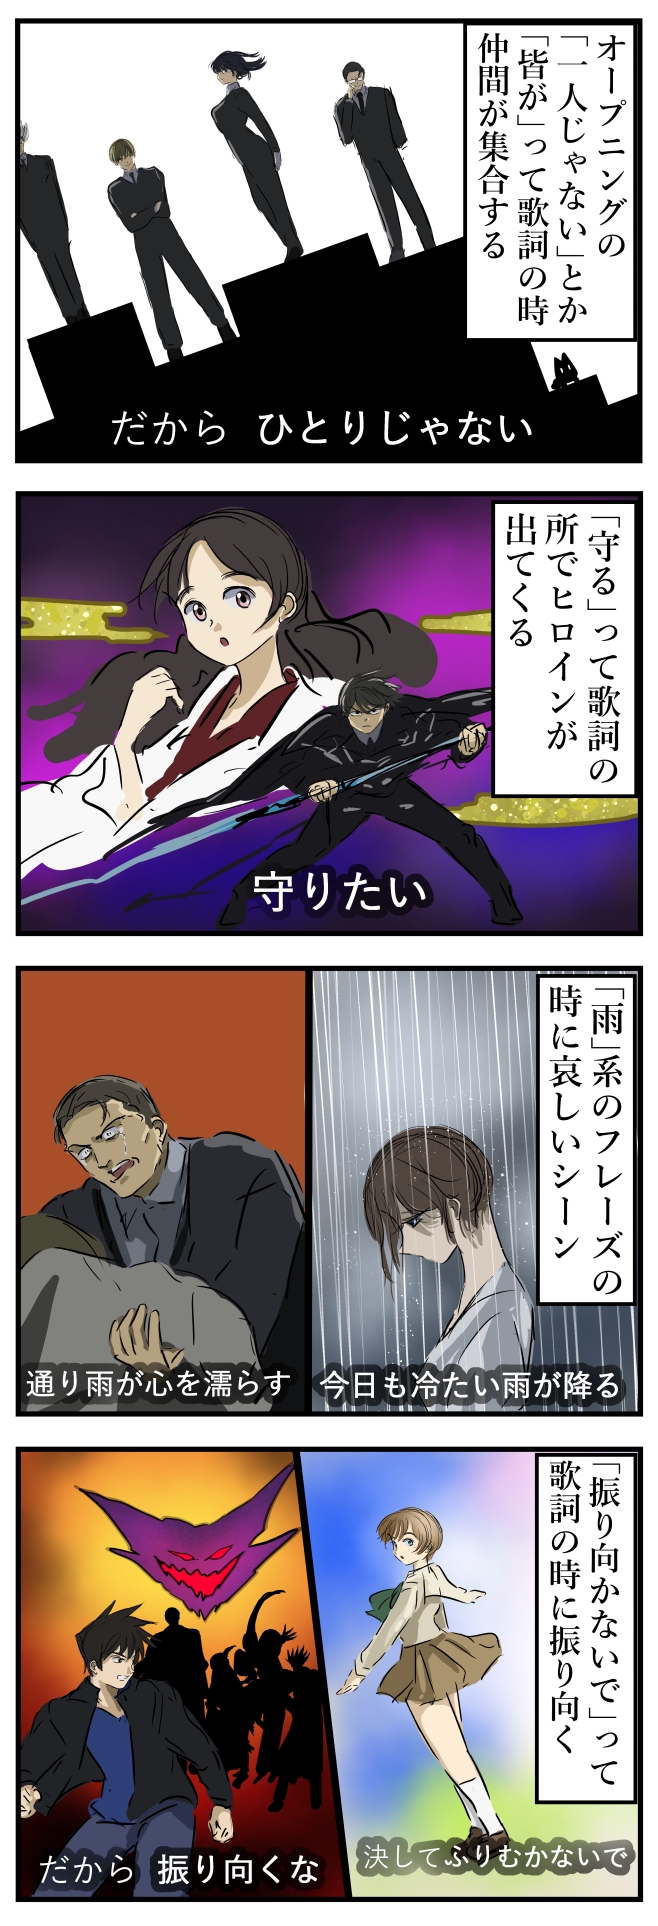 オープニングの
「一人じゃない」とか
「皆が」って歌詞の時
仲間が集合する
だから ひとりじゃない
「守る」って歌詞の
所でヒロインが
出てくる
守りたい
「雨」系のフレーズの
時に哀しいシーン
通り雨が心を濡らす
今日も冷たい雨が降る
「振り向かないで」って
歌詞の時に振り向く
だから 振り向くな
決してふりむかないで